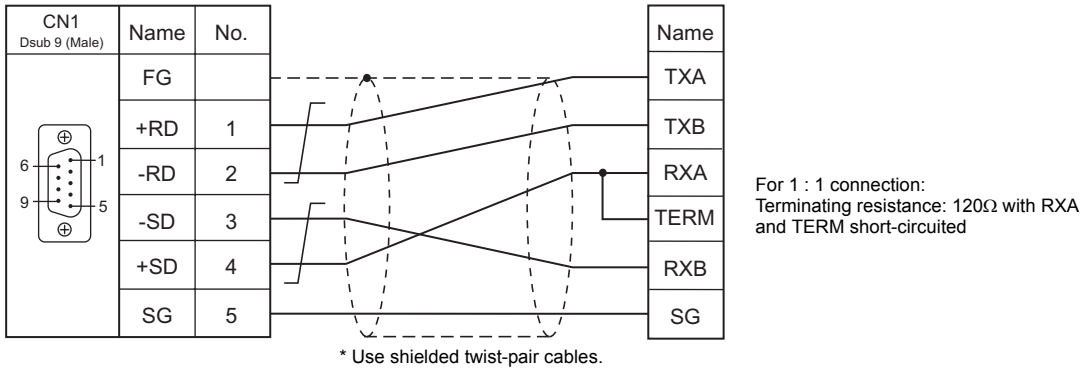 CN1
Dsub 9 (Male)
Name No.
Name
FG
TXA
+RD 1
TXB
-RD 2
RXA
-SD 3
TERM
+SD 4
RXB
SG 5
SG
6
1
9
5
For 1 : 1 connection:
Terminating resistance: 120Ω with RXA
and TERM short-circuited
* Use shielded twist-pair cables.